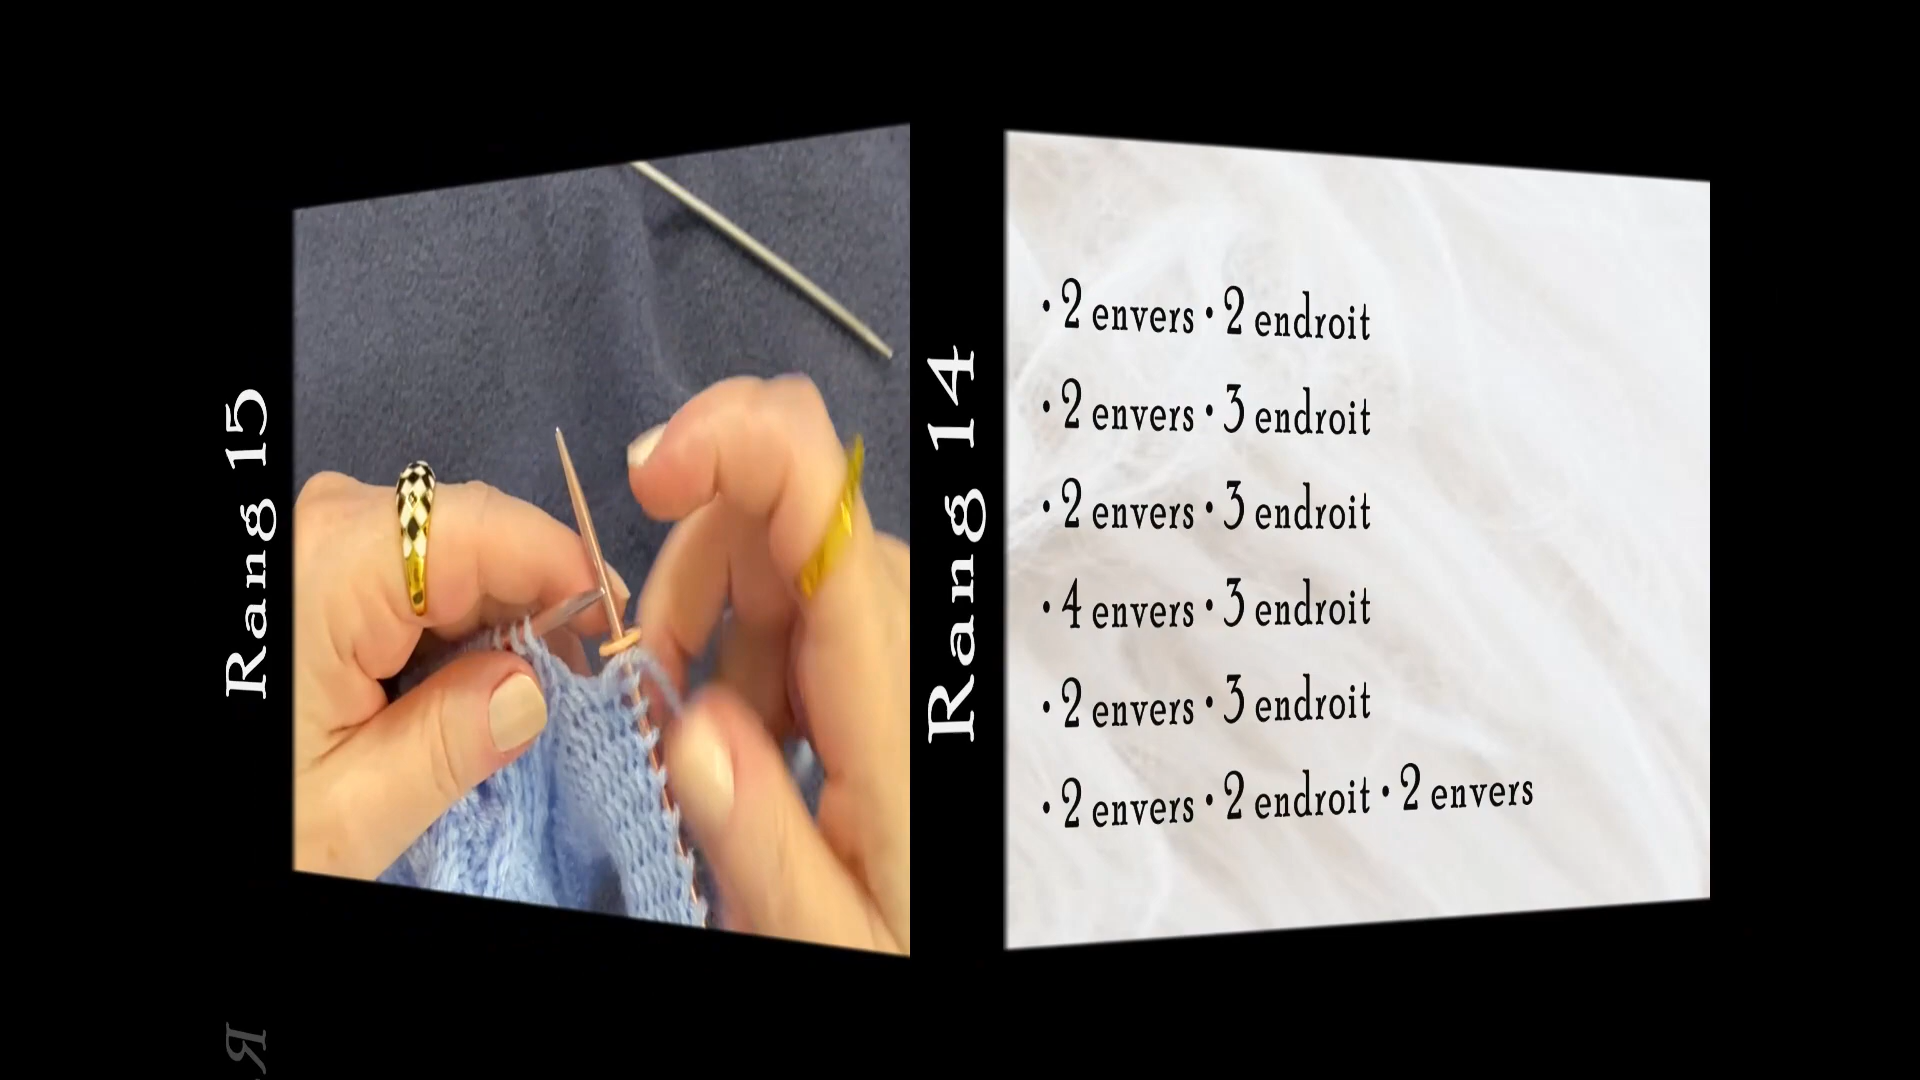 Rang 15
Rang 14
• 2 envers • 2 endroit
• 2 envers • 3 endroit
• 2 envers • 3 endroit
• 4 envers • 3 endroit
• 2 envers • 3 endroit
• 2 envers • 2 endroit • 2 envers